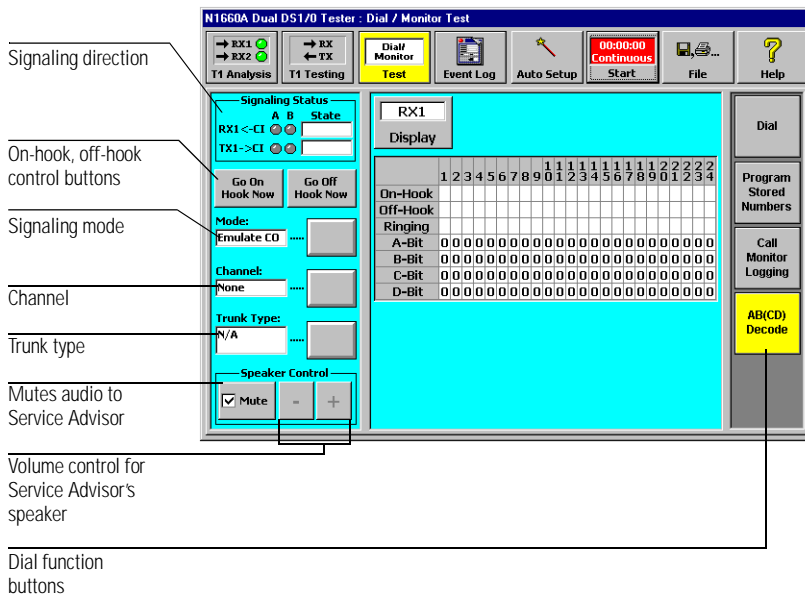 N1660A Dual DS1/0 Tester : Dial / Monitor Test
→ RX1
→ RX2
T1 Analysis
→ RX
← TX
T1 Testing
Dial/
Monitor
Test
Event Log
Auto Setup
00:00:00
Continuous
Start
File
Help
Signaling direction
On-hook, off-hook
control buttons
Signaling mode
Channel
Trunk type
Mutes audio to
Service Advisor
Volume control for
Service Advisor's
speaker
Dial function
buttons
Signaling Status
A B State
RX1<-CI
TX1->CI
Go On
Hook Now
Go Off
Hook Now
Mode:
Emulate CO .....
Channel:
None .....
Trunk Type:
N/A .....
Speaker Control
Mute
- +
RX1
Display
1 2 3 4 5 6 7 8 9 10 11 12 13 14 15 16 17 18 19 20 21 22 23 24
On-Hook
Off-Hook
Ringing
A-Bit 0 0 0 0 0 0 0 0 0 0 0 0 0 0 0 0 0 0 0 0 0 0 0 0
B-Bit 0 0 0 0 0 0 0 0 0 0 0 0 0 0 0 0 0 0 0 0 0 0 0 0
C-Bit 0 0 0 0 0 0 0 0 0 0 0 0 0 0 0 0 0 0 0 0 0 0 0 0
D-Bit 0 0 0 0 0 0 0 0 0 0 0 0 0 0 0 0 0 0 0 0 0 0 0 0
Dial
Program
Stored
Numbers
Call
Monitor
Logging
AB(CD)
Decode